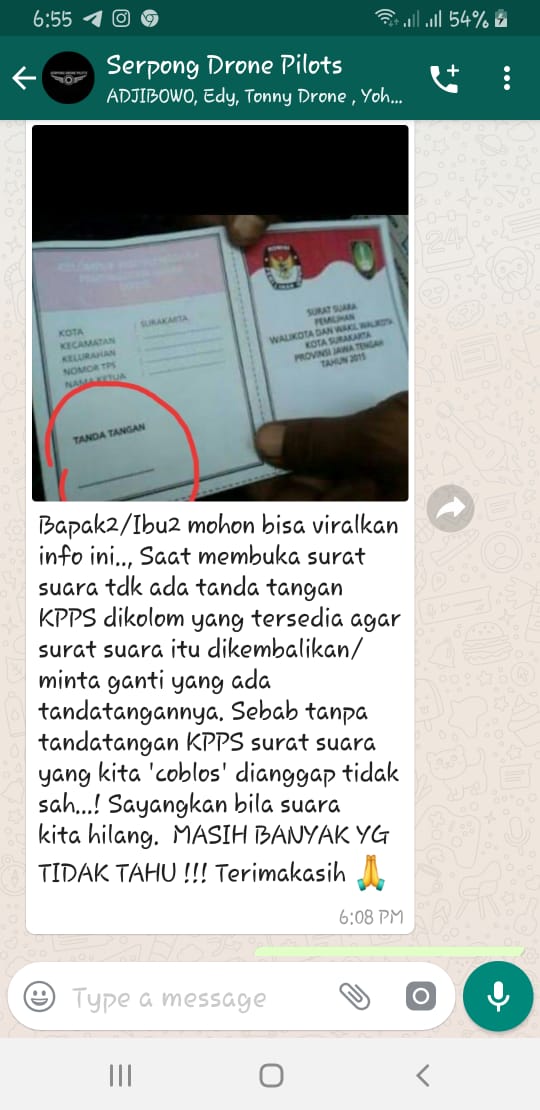 6:55
54%
Serpong Drone Pilots
ADJIBOWO, Edy, Tonny Drone , Yoh...
KOTA
SURAKARTA
KECAMATAN
KELURAHAN
NOMOR TPS
NAMA KETUA
TANDA TANGAN
SURAT SUARA
PEMILIHAN
WALIKOTA DAN WAKIL WALIKOTA
KOTA SURAKARTA
PROVINSI JAWA TENGAH
TAHUN 2015
Bapak2/Ibu2 mohon bisa viralkan
info ini.., Saat membuka surat
suara tdk ada tanda tangan
KPPS dikolom yang tersedia agar
surat suara itu dikembalikan/
minta ganti yang ada
tandatangannya. Sebab tanpa
tandatangan KPPS surat suara
yang kita 'coblos' dianggap tidak
sah...! Sayangkan bila suara
kita hilang. MASIH BANYAK YG
TIDAK TAHU !!! Terimakasih 🙏
6:08 PM
Type a message